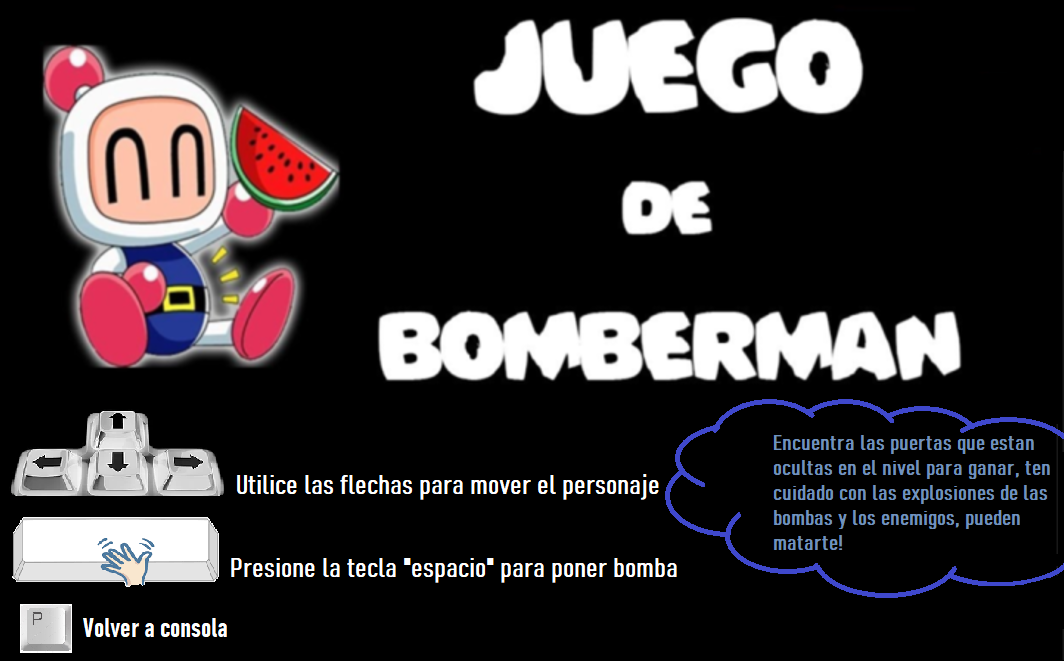 JUEGO
DE
BOMBERMAN
Encuentra las puertas que estan
ocultas en el nivel para ganar, ten
cuidado con las explosiones de las
bombas y los enemigos, pueden
matarte!
Utilice las flechas para mover el personaje
Presione la tecla "espacio" para poner bomba
P
Volver a consola